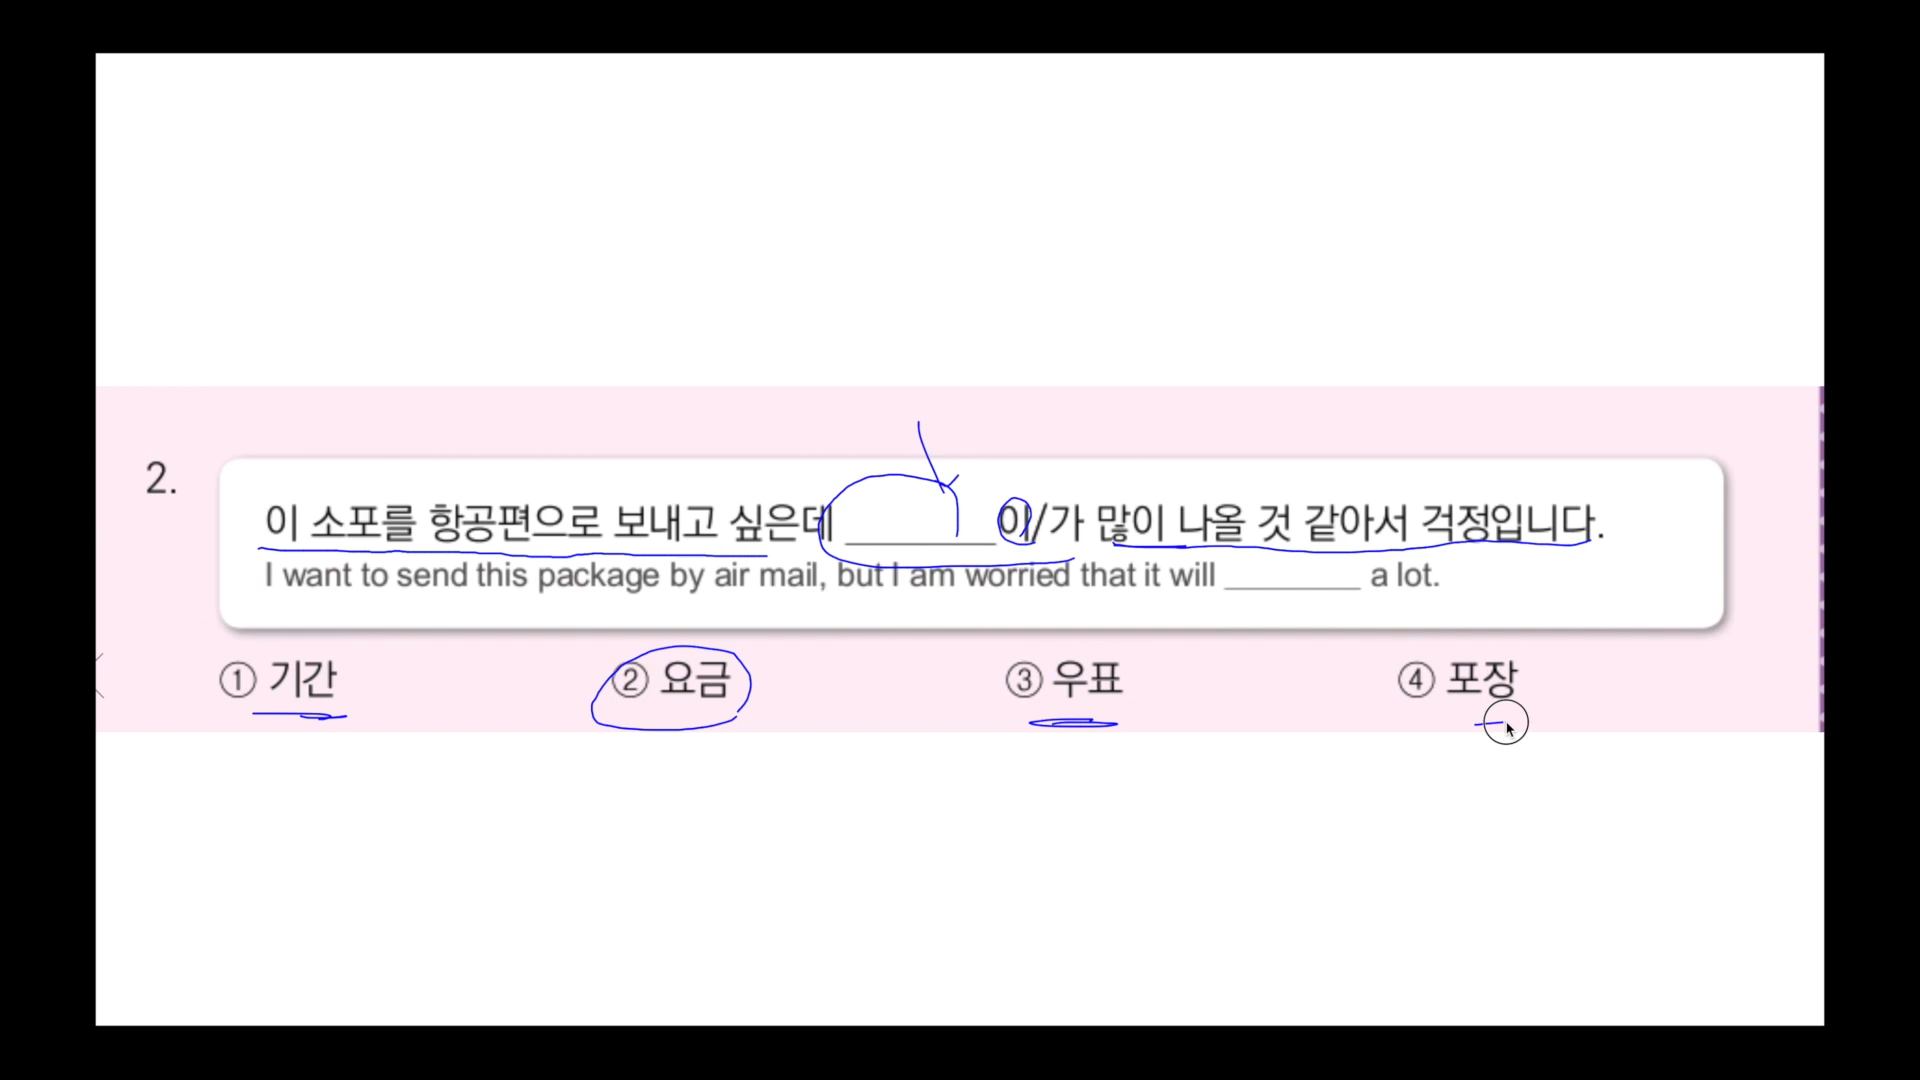 2.
이 소포를 항공편으로 보내고 싶은데 _________이/가 많이 나올 것 같아서 걱정입니다.
I want to send this package by air mail, but I am worried that it will ________ a lot.
① 기간 ② 요금 ③ 우표 ④ 포장